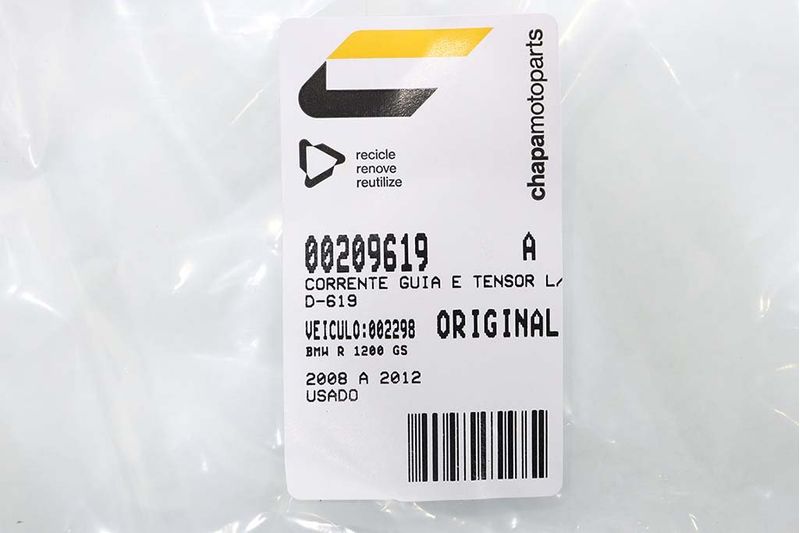 chapamotoparts
recicle
renove
reutilize
00209619 A
CORRENTE GUIA E TENSOR L/
D-619
VEICULO:002298 ORIGINAL
BMW R 1200 GS
2008 A 2012
USADO